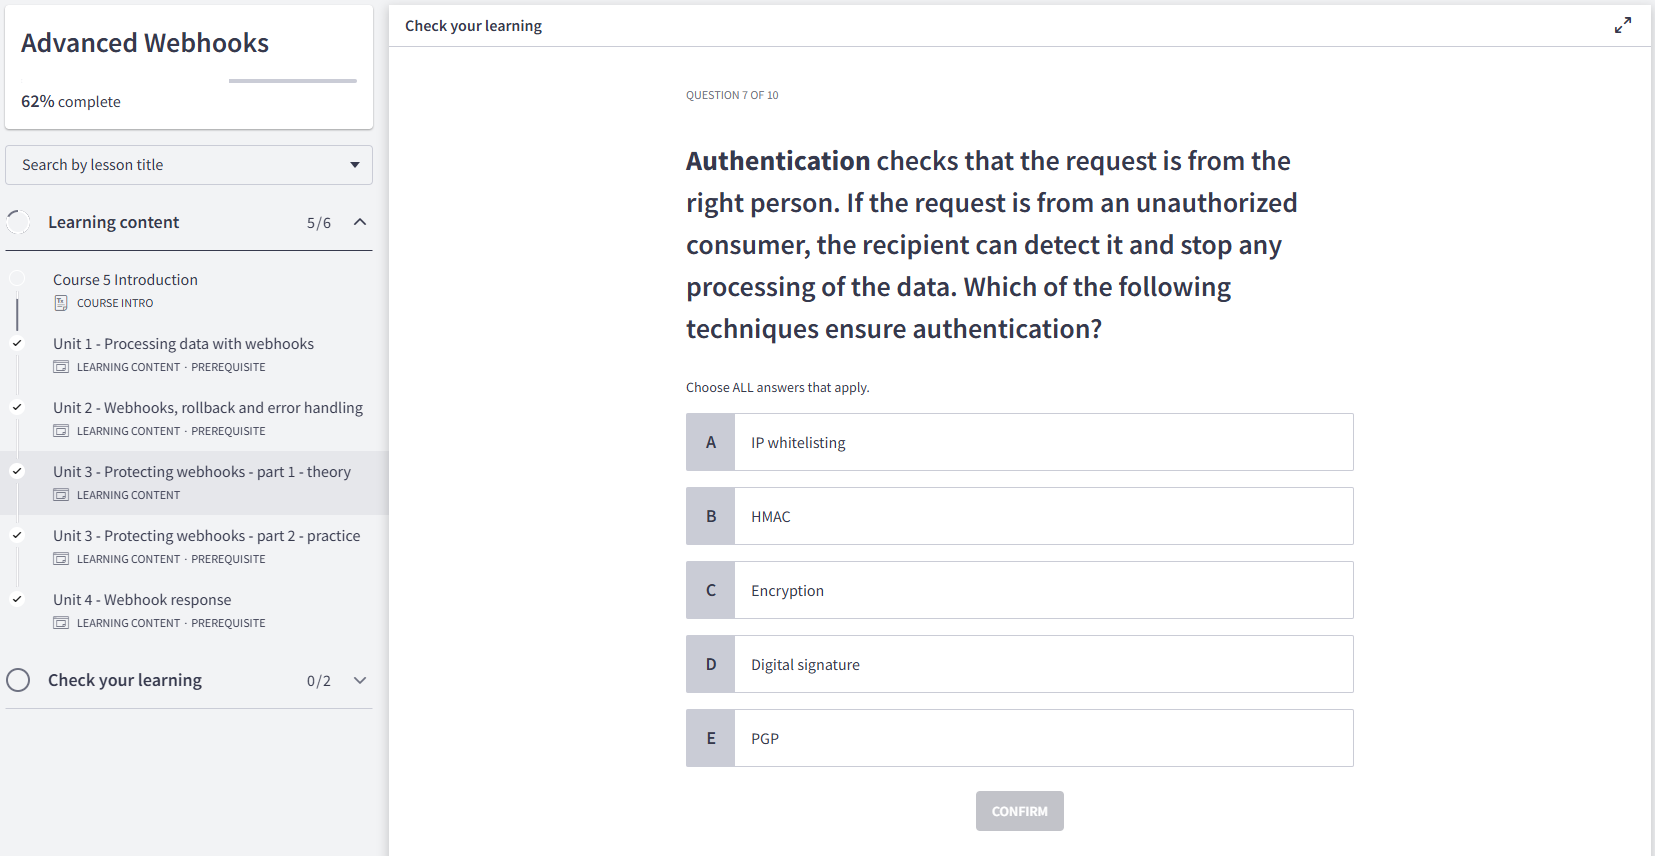 Advanced Webhooks
62% complete
Search by lesson title
Learning content 5/6
Course 5 Introduction
COURSE INTRO
Unit 1 - Processing data with webhooks
LEARNING CONTENT · PREREQUISITE
Unit 2 - Webhooks, rollback and error handling
LEARNING CONTENT · PREREQUISITE
Unit 3 - Protecting webhooks - part 1 - theory
LEARNING CONTENT
Unit 3 - Protecting webhooks - part 2 - practice
LEARNING CONTENT · PREREQUISITE
Unit 4 - Webhook response
LEARNING CONTENT · PREREQUISITE
Check your learning 0/2
Check your learning
QUESTION 7 OF 10
Authentication checks that the request is from the
right person. If the request is from an unauthorized
consumer, the recipient can detect it and stop any
processing of the data. Which of the following
techniques ensure authentication?
Choose ALL answers that apply.
A IP whitelisting
B HMAC
C Encryption
D Digital signature
E PGP
CONFIRM